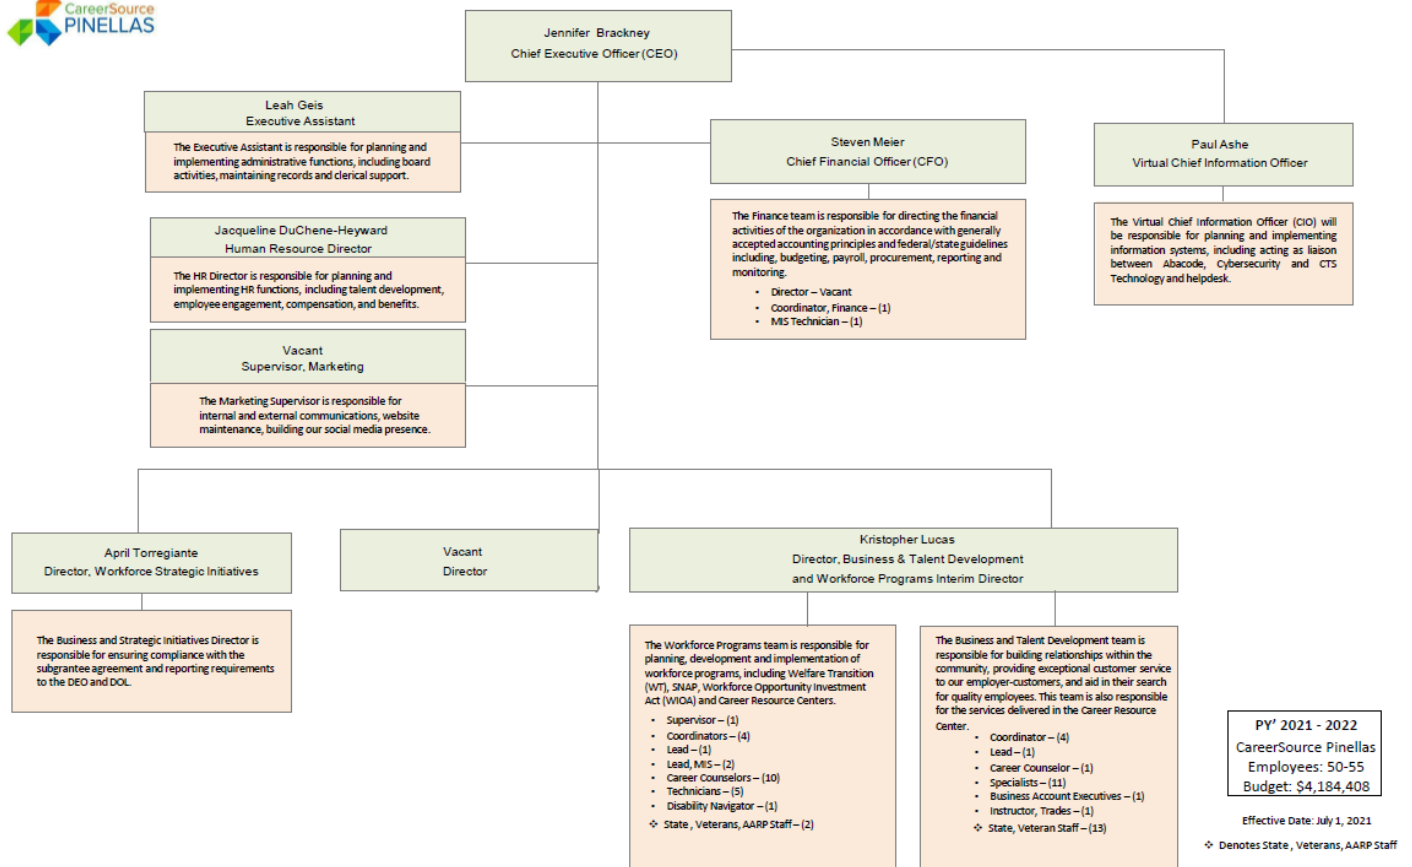 CareerSource
PINELLAS
Jennifer Brackney
Chief Executive Officer (CEO)
Leah Geis
Executive Assistant
The Executive Assistant is responsible for planning and
implementing administrative functions, including board
activities, maintaining records and clerical support.
Steven Meier
Chief Financial Officer (CFO)
The Finance team is responsible for directing the financial
activities of the organization in accordance with generally
accepted accounting principles and federal/state guidelines
including, budgeting, payroll, procurement, reporting and
monitoring.
• Director – Vacant
• Coordinator, Finance – (1)
• MIS Technician – (1)
Paul Ashe
Virtual Chief Information Officer
The Virtual Chief Information Officer (CIO) will
be responsible for planning and implementing
information systems, including acting as liaison
between Abacode, Cybersecurity and CTS
Technology and helpdesk.
Jacqueline DuChene-Heyward
Human Resource Director
The HR Director is responsible for planning and
implementing HR functions, including talent development,
employee engagement, compensation, and benefits.
Vacant
Supervisor, Marketing
The Marketing Supervisor is responsible for
internal and external communications, website
maintenance, building our social media presence.
April Torregiante
Director, Workforce Strategic Initiatives
The Business and Strategic Initiatives Director is
responsible for ensuring compliance with the
subgrantee agreement and reporting requirements
to the DEO and DOL.
Vacant
Director
Kristopher Lucas
Director, Business & Talent Development
and Workforce Programs Interim Director
The Workforce Programs team is responsible for
planning, development and implementation of
workforce programs, including Welfare Transition
(WT), SNAP, Workforce Opportunity Investment
Act (WIOA) and Career Resource Centers.
• Supervisor – (1)
• Coordinators – (4)
• Lead – (1)
• Lead, MIS – (2)
• Career Counselors – (10)
• Technicians – (5)
• Disability Navigator – (1)
❖ State , Veterans, AARP Staff – (2)
The Business and Talent Development team is
responsible for building relationships within the
community, providing exceptional customer service
to our employer-customers, and aid in their search
for quality employees. This team is also responsible
for the services delivered in the Career Resource
Center.
• Coordinator – (4)
• Lead – (1)
• Career Counselor – (1)
• Specialists – (11)
• Business Account Executives – (1)
• Instructor, Trades – (1)
❖ State, Veteran Staff – (13)
PY' 2021 - 2022
CareerSource Pinellas
Employees: 50-55
Budget: $4,184,408
Effective Date: July 1, 2021
❖ Denotes State , Veterans, AARP Staff